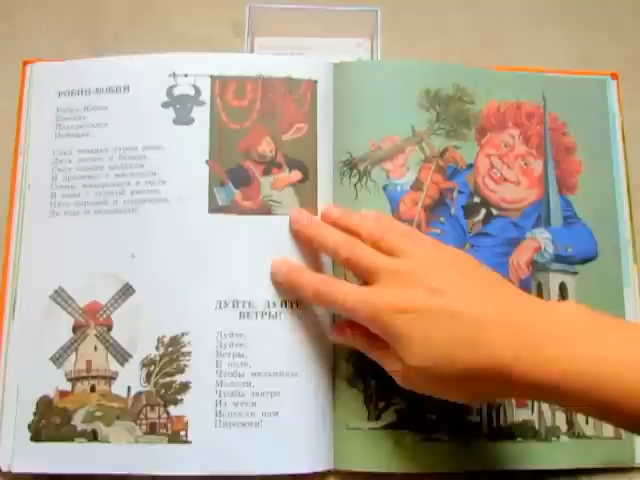 РОБИН-БОБИН
Робин-Бобин
Кое-как
Подкрепился
Натощак:
Съел теленка утром рано,
Двух овечек и барана,
Съел корову целиком
И прилавок с мясником,
Сотню жаворонков в тесте
И коня с телегой вместе,
Пять церквей и колоколен, —
Да еще и недоволен!
ДУЙТЕ, ДУЙТЕ,
ВЕТРЫ!
Дуйте,
Дуйте,
Ветры,
В поле,
Чтобы мельницы
Мололи,
Чтобы завтра
Из муки
Испекли нам
Пирожки!